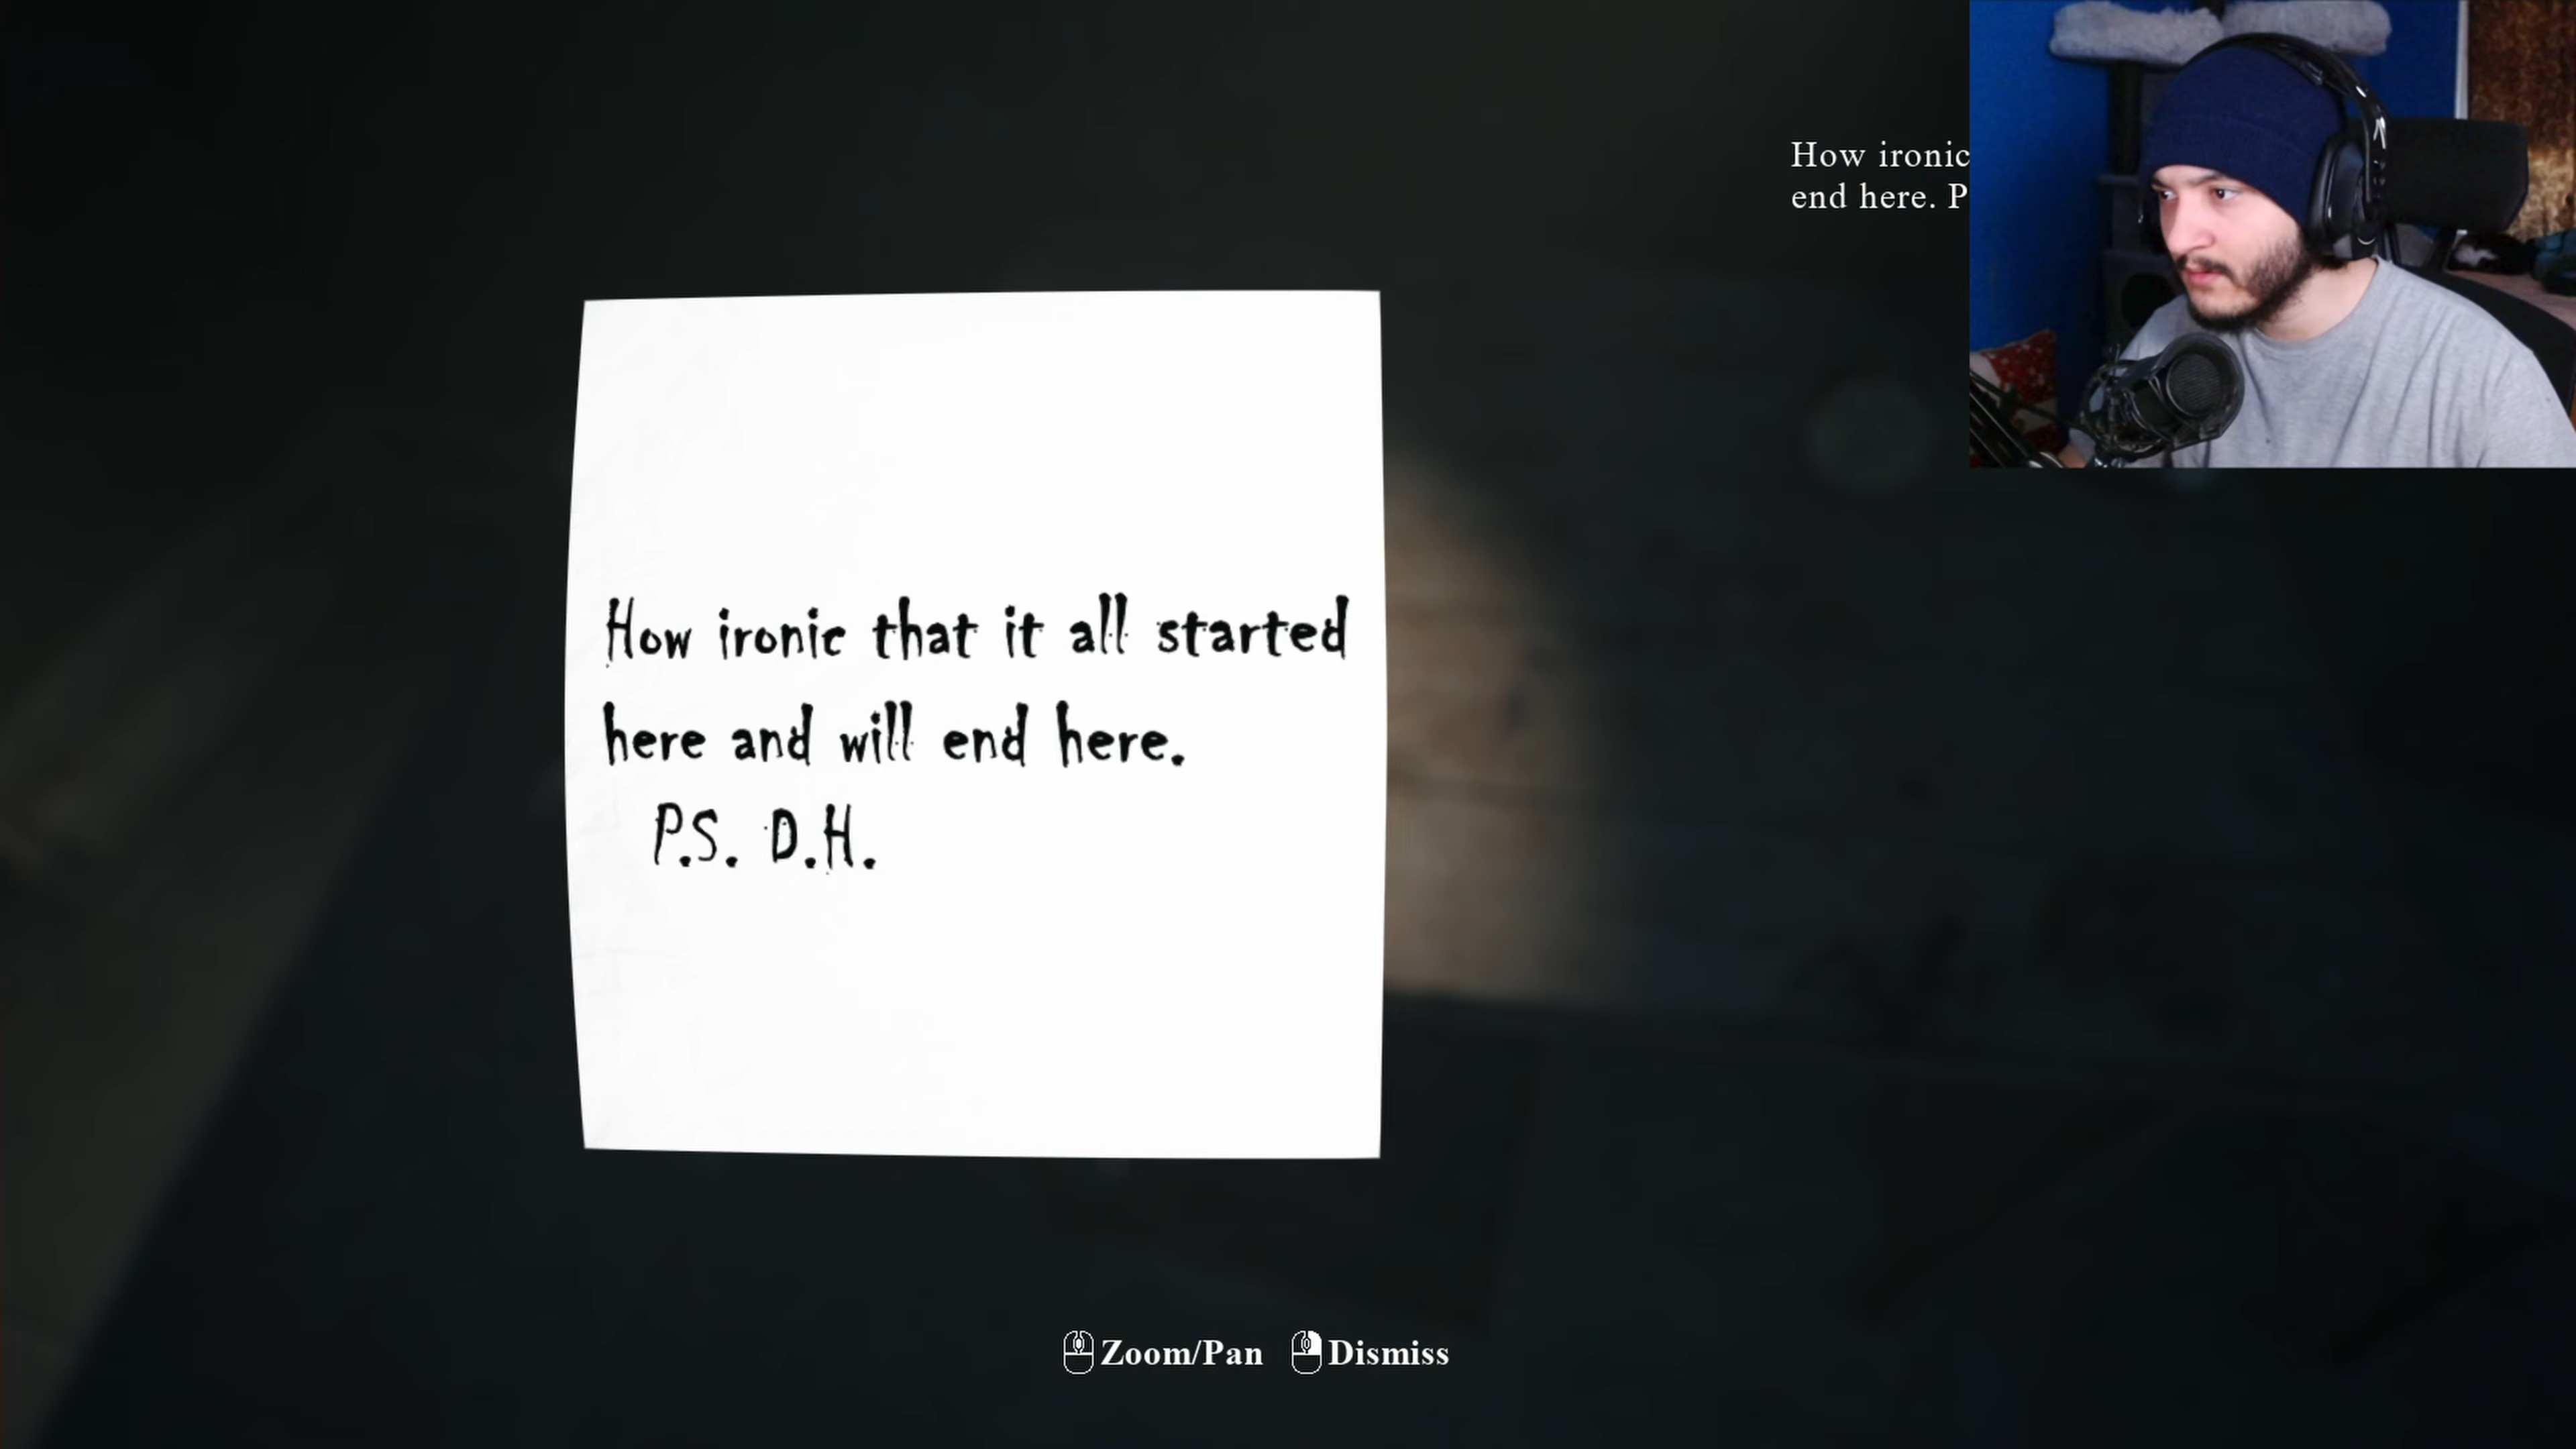 How ironic
end here. P
How ironic that it all started
here and will end here.
P.S. D.H.
Zoom/Pan Dismiss